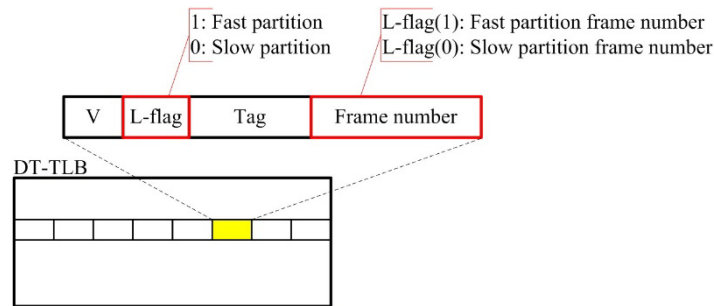 1: Fast partition
0: Slow partition
L-flag(1): Fast partition frame number
L-flag(0): Slow partition frame number
V L-flag Tag Frame number
DT-TLB